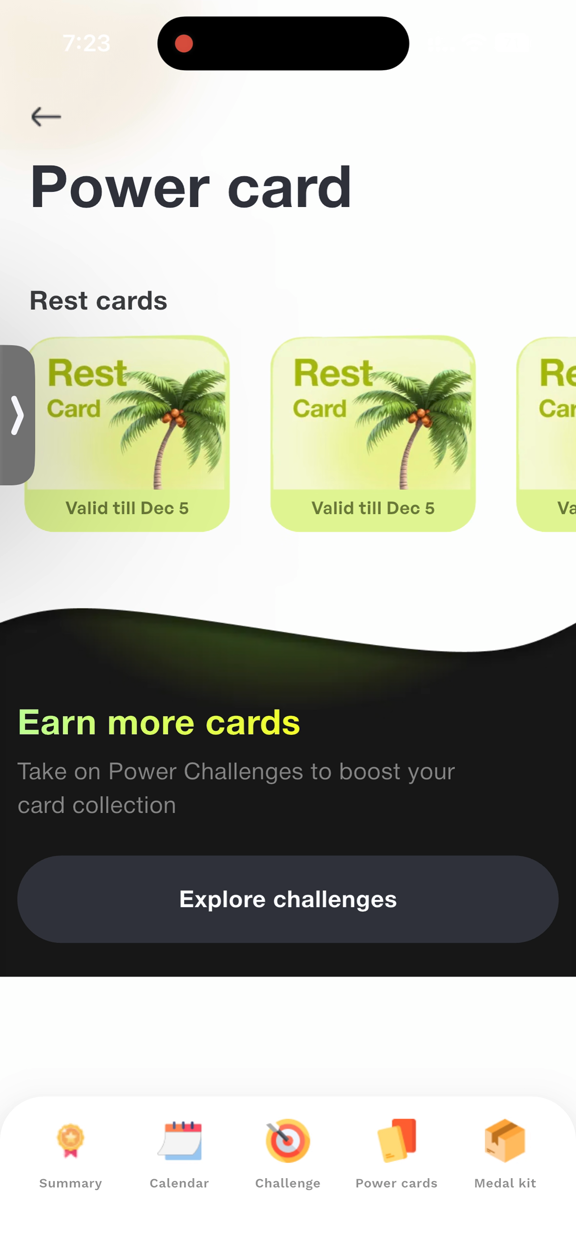 7:23
Power card
Rest cards
Rest
Card
Valid till Dec 5
Rest
Card
Valid till Dec 5
Explore challenges
Earn more cards
Take on Power Challenges to boost your
card collection
Summary
Calendar
Challenge
Power cards
Medal kit